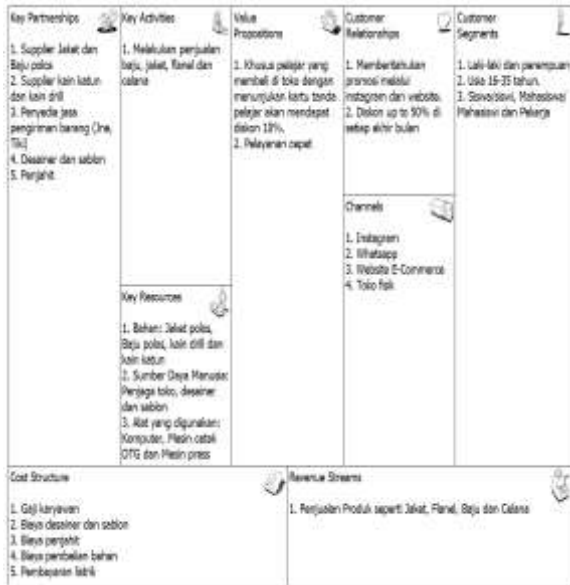 Key Partnerships
1. Supplier Jaket dan
Baju polos
2. Supplier kain katun
dan kain drill
3. Penyedia jasa
pengiriman barang (Jne,
Tiki)
4. Desainer dan sablon
5. Penjahit
Key Activities
1. Melakukan penjualan
baju, jaket, flanel dan
celana
Key Resources
1. Bahan: Jaket polos,
Baju polos, kain drill dan
kain katun
2. Sumber Daya Manusia:
Penjaga toko, desainer
dan sablon
3. Alat yang digunakan:
Komputer, Mesin cetak
DTG dan Mesin press
Value
Propositions
1. Khusus pelajar yang
membeli di toko dengan
menunjukan kartu tanda
pelajar akan mendapat
diskon 10%.
2. Pelayanan cepat
Customer
Relationships
1. Memberitahukan
promosi melalui
instagram dan website.
2. Diskon up to 50% di
setiap akhir bulan
Channels
1. Instagram
2. Whatsapp
3. Website E-Commerce
4. Toko fisik
Customer
Segments
1. Laki-laki dan perempuan
2. Usia 16-35 tahun.
3. Siswa/siswi, Mahasiswa/
Mahasiswi dan Pekerja
Cost Structure
1. Gaji karyawan
2. Biaya desainer dan sablon
3. Biaya penjahit
4. Biaya pembelian bahan
5. Pembayaran listrik
Revenue Streams
1. Penjualan Produk seperti Jaket, Flanel, Baju dan Celana